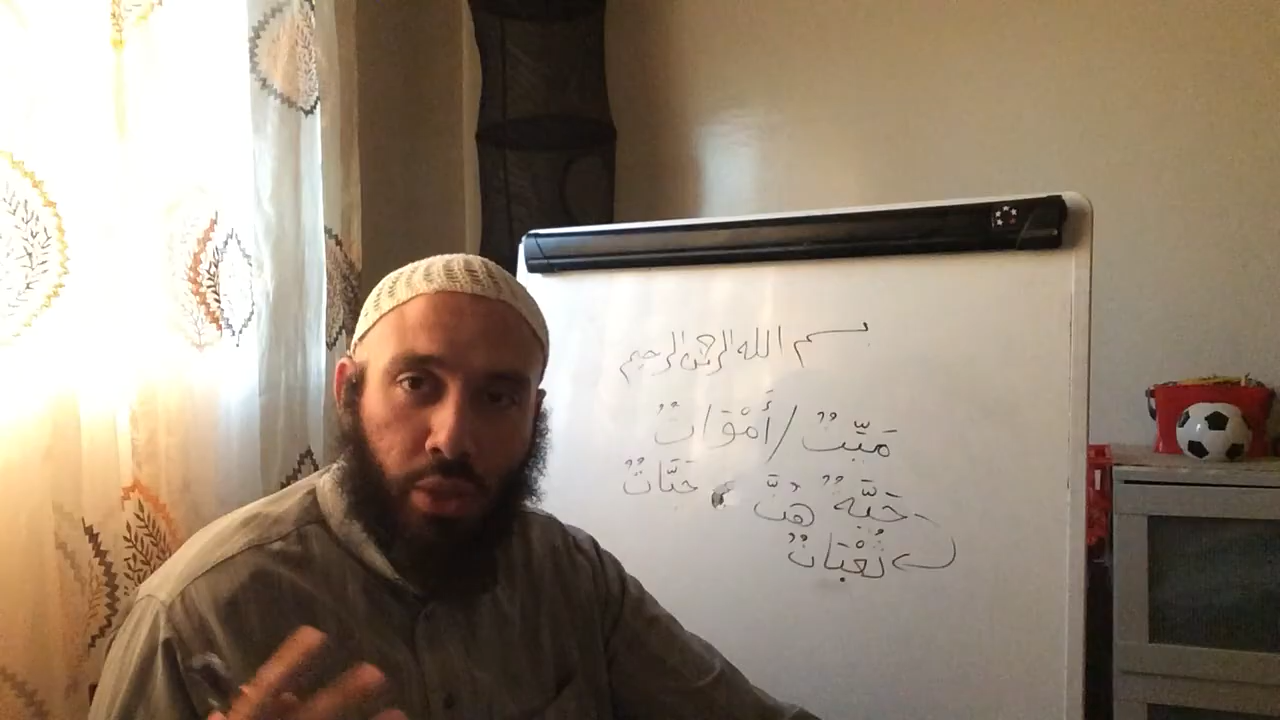 بسم الله الرحمن الرحيم
مَيِّتٌ / أَمْوَاتٌ
حَيَّةٌ هُنَّ حَيَّاتٌ
ثُعْبَانٌ